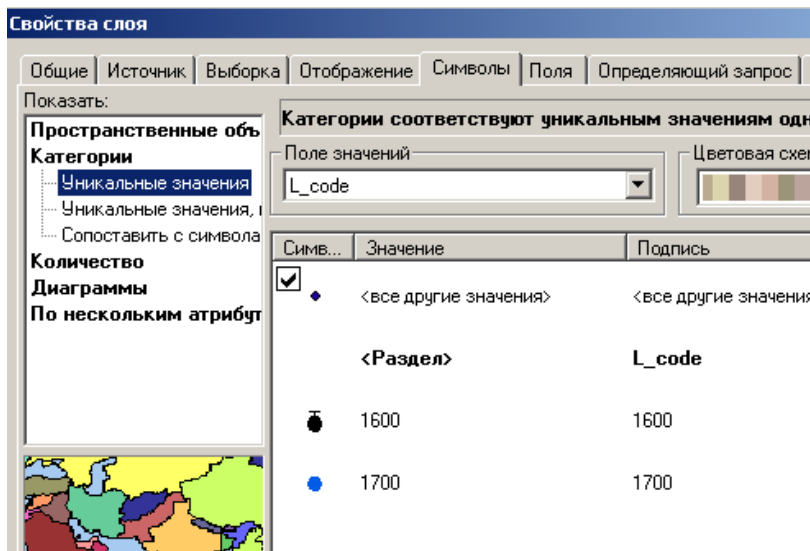 Свойства слоя
Общие Источник Выборка Отображение Символы Поля Определяющий запрос
Показать:
Пространственные объ
Категории
Уникальные значения
Уникальные значения,
Сопоставить с символа
Количество
Диаграммы
По нескольким атрибут
Категории соответствуют уникальным значениям одн
Поле значений
L_code
Цветовая схем
Симв... Значение Подпись
<все другие значения> <все другие значения
<Раздел> L_code
1600 1600
1700 1700